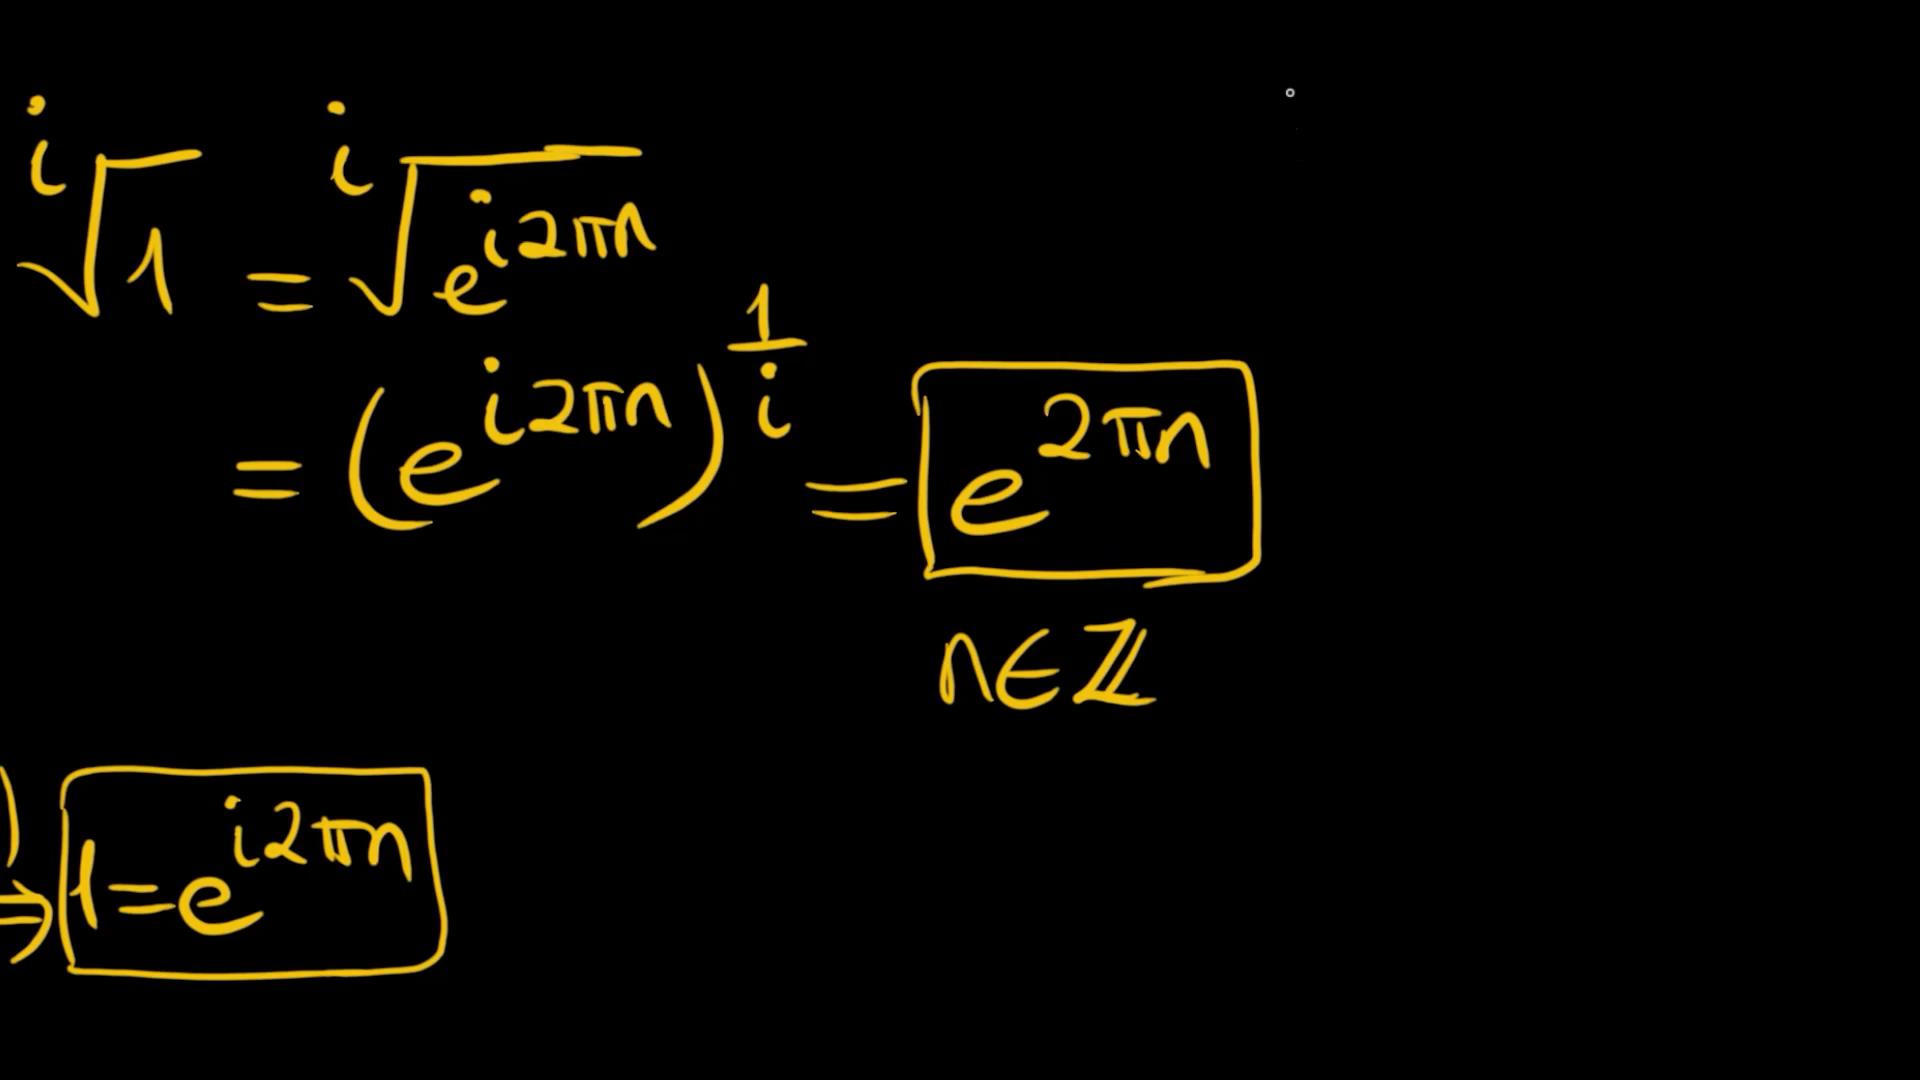 ⁱ√1 = ⁱ√e^{i2πn}
= (e^{i2πn})^{1/i} = e^{2πn}
n∈ℤ
⇒ 1=e^{i2πn}